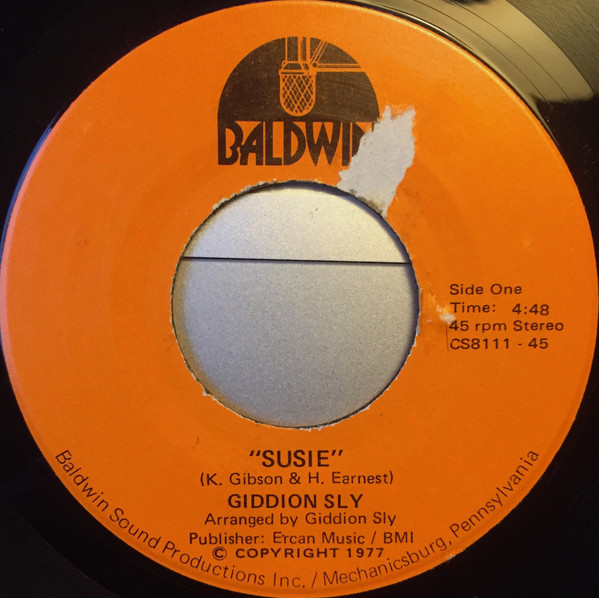 BALDWIN
Side One
Time: 4:48
45 rpm Stereo
CS8111 - 45
"SUSIE"
(K. Gibson & H. Earnest)
GIDDION SLY
Arranged by Giddion Sly
Publisher: Ercan Music / BMI
© COPYRIGHT 1977
Baldwin Sound Productions Inc. / Mechanicsburg, Pennsylvania